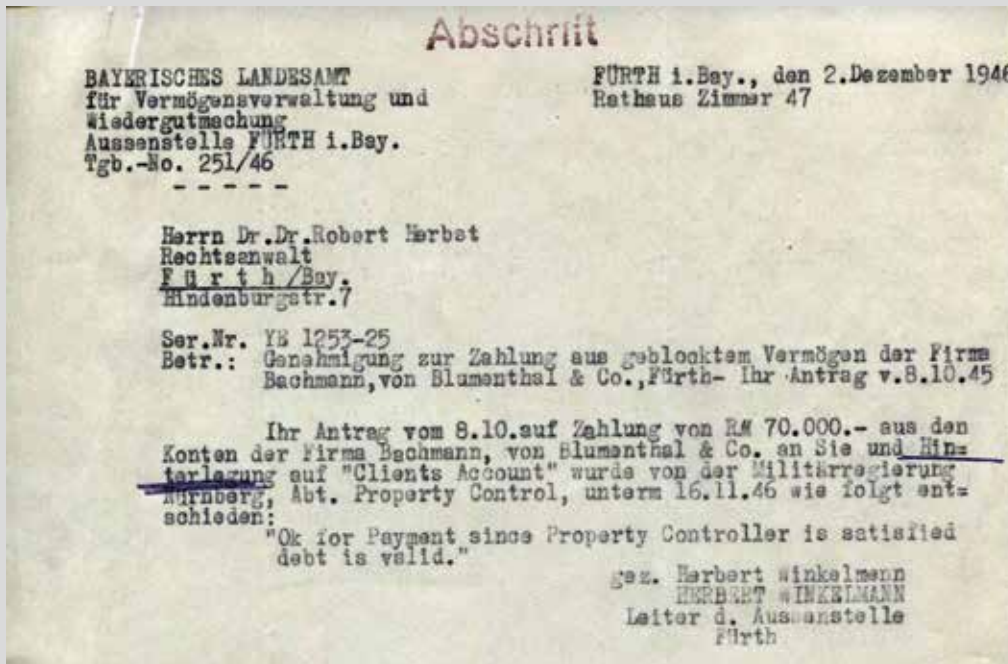 Abschrift
BAYERISCHES LANDESAMT
für Vermögensverwaltung und
Wiedergutmachung
Aussenstelle FÜRTH i.Bay.
Tgb.-No. 251/46
- - - - -
FÜRTH i.Bay., den 2.Dezember 1946
Rathaus Zimmer 47
Herrn Dr.Dr.Robert Herbst
Rechtsanwalt
F ü r t h /Bay.
Hindenburgstr.7
Ser.Nr. YB 1253-25
Betr.: Genehmigung zur Zahlung aus geblocktem Vermögen der Firma
Bachmann,von Blumenthal & Co.,Fürth- Ihr Antrag v.8.10.45
Ihr Antrag vom 8.10.auf Zahlung von RM 70.000.- aus den
Konten der Firma Bachmann, von Blumenthal & Co. an Sie und Hin=
terlegung auf "Clients Account" wurde von der Militärregierung
Nürnberg, Abt. Property Control, unterm 16.11.46 wie folgt ent=
schieden:
"Ok for Payment since Property Controller is satisfied
debt is valid."
gez. Herbert Winkelmann
HERBERT WINKELMANN
Leiter d. Aussenstelle
Fürth